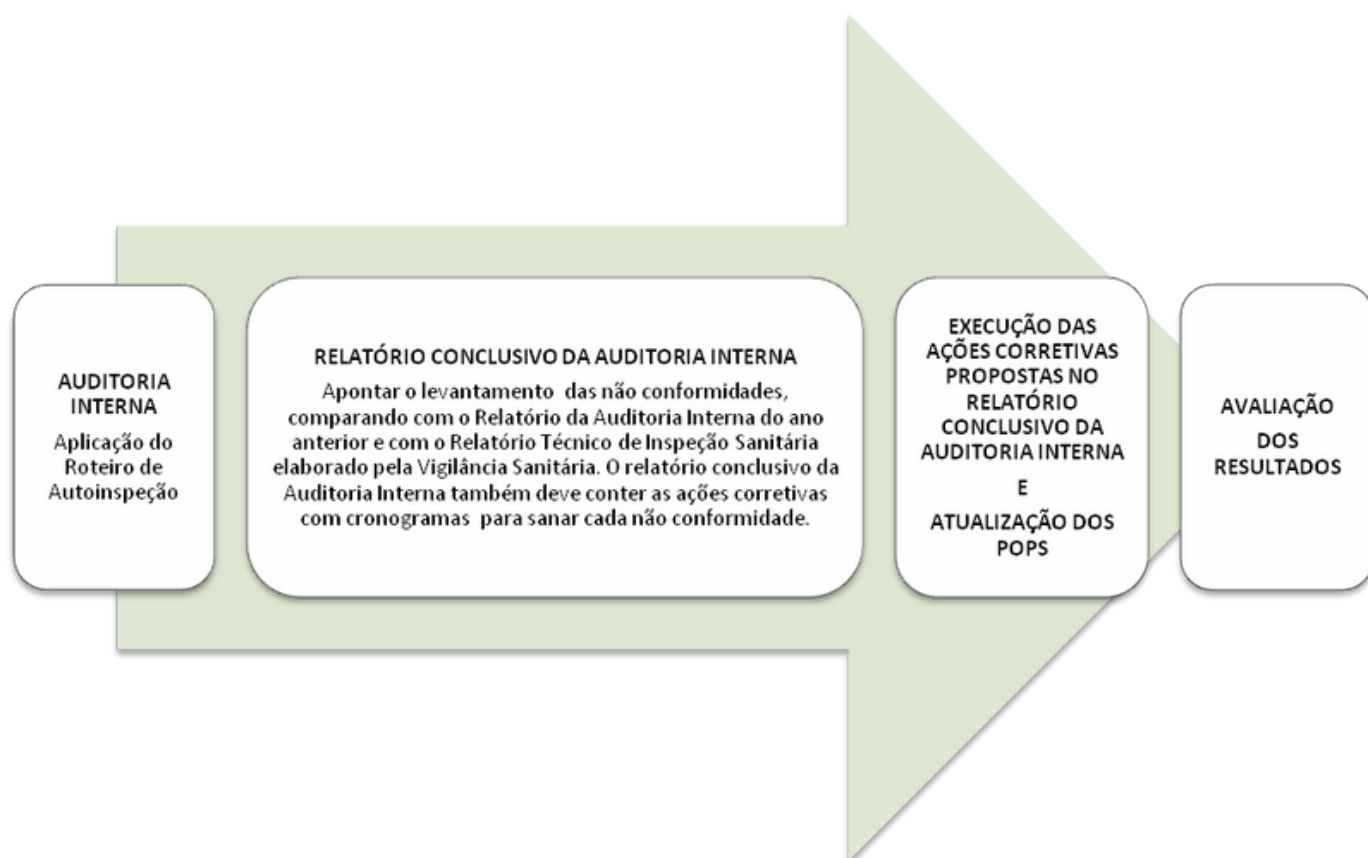 AUDITORIA
INTERNA
Aplicação do
Roteiro de
Autoinspeção
RELATÓRIO CONCLUSIVO DA AUDITORIA INTERNA
Apontar o levantamento das não conformidades,
comparando com o Relatório da Auditoria Interna do ano
anterior e com o Relatório Técnico de Inspeção Sanitária
elaborado pela Vigilância Sanitária. O relatório conclusivo da
Auditoria Interna também deve conter as ações corretivas
com cronogramas para sanar cada não conformidade.
EXECUÇÃO DAS
AÇÕES CORRETIVAS
PROPOSTAS NO
RELATÓRIO
CONCLUSIVO DA
AUDITORIA INTERNA
E
ATUALIZAÇÃO DOS
POPS
AVALIAÇÃO
DOS
RESULTADOS